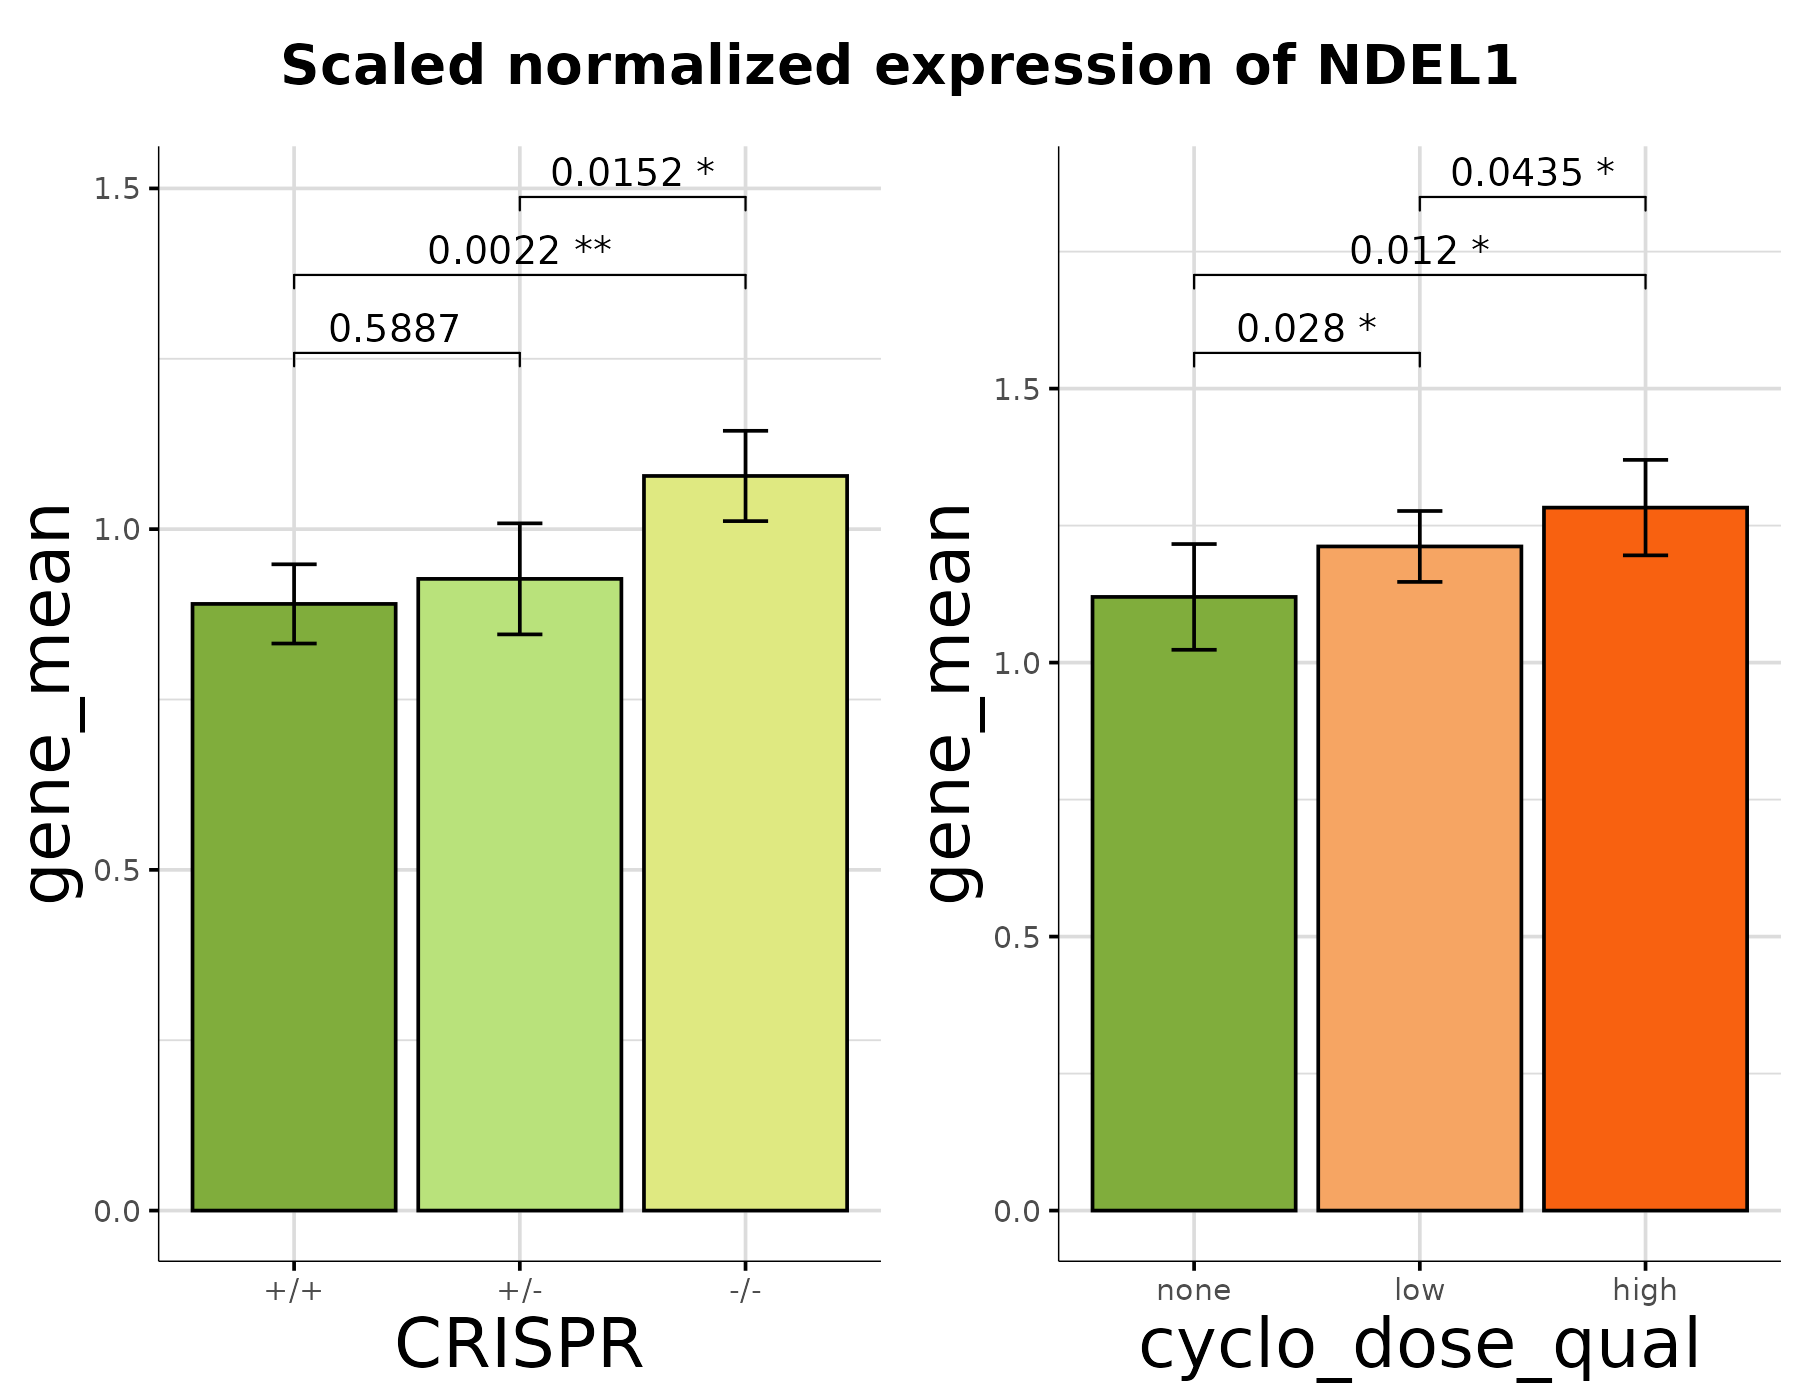 Scaled normalized expression of NDEL1
gene_mean
1.5
1.0
0.5
0.0
0.0152 *
0.0022 **
0.5887
+/+
+/-
-/-
CRISPR
gene_mean
1.5
1.0
0.5
0.0
0.0435 *
0.012 *
0.028 *
none
low
high
cyclo_dose_qual